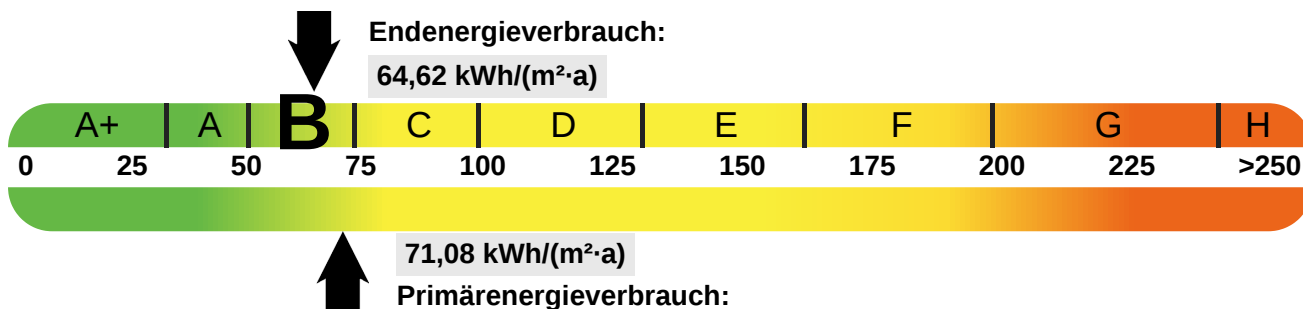 Endenergieverbrauch:
64,62 kWh/(m²·a)
A+ A B C D E F G H
0 25 50 75 100 125 150 175 200 225 >250
71,08 kWh/(m²·a)
Primärenergieverbrauch: